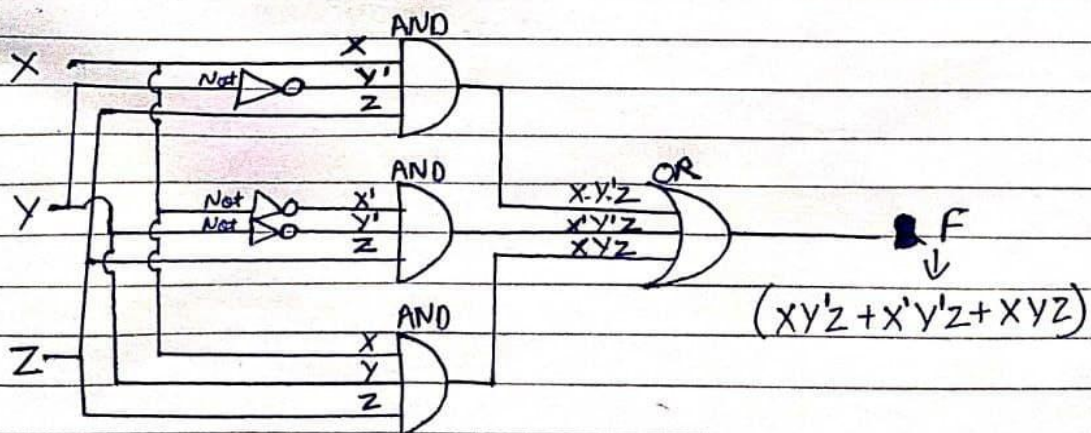 AND
X
X
Not
Y'
Z
AND
OR
X.Y.'Z
Y
Not
X'
Not
Y'
X'Y'Z
F
Z
XYZ
(XY'Z + X'Y'Z + XYZ)
AND
Z
X
Y
Z